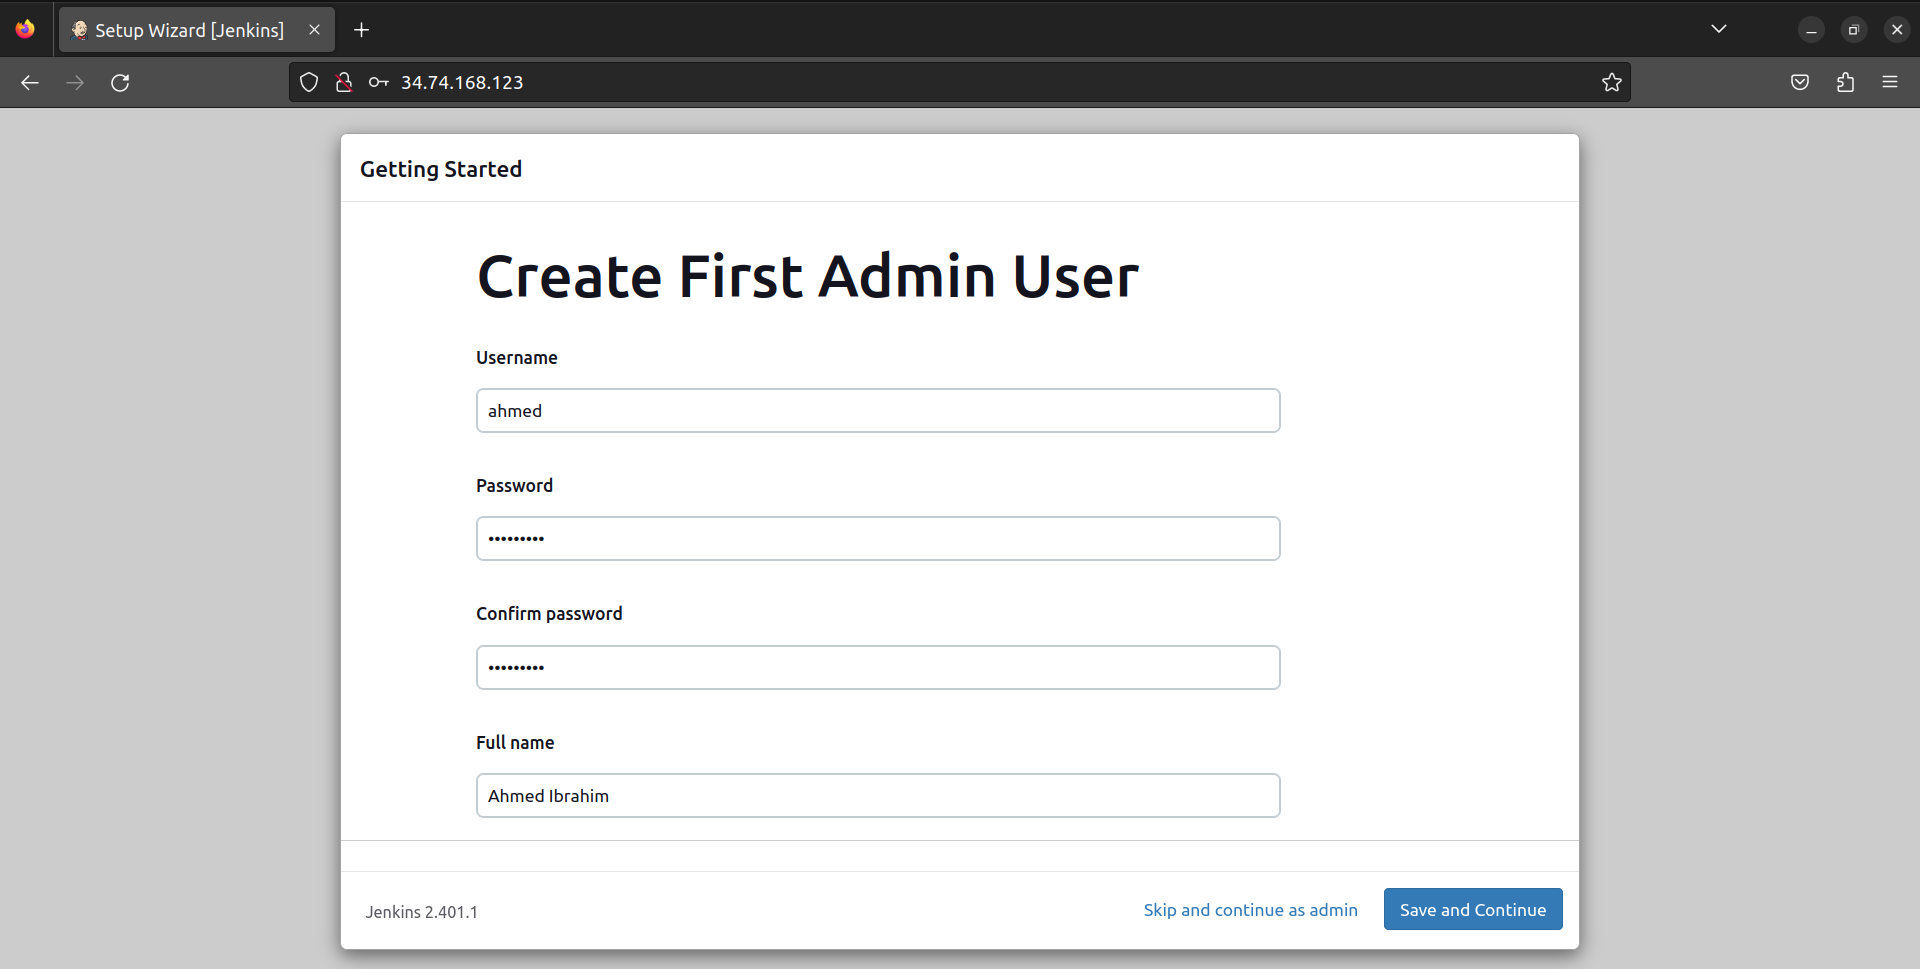 Setup Wizard [Jenkins]
34.74.168.123
Getting Started
Create First Admin User
Username
ahmed
Password
•••••••••
Confirm password
•••••••••
Full name
Ahmed Ibrahim
Jenkins 2.401.1
Skip and continue as admin
Save and Continue